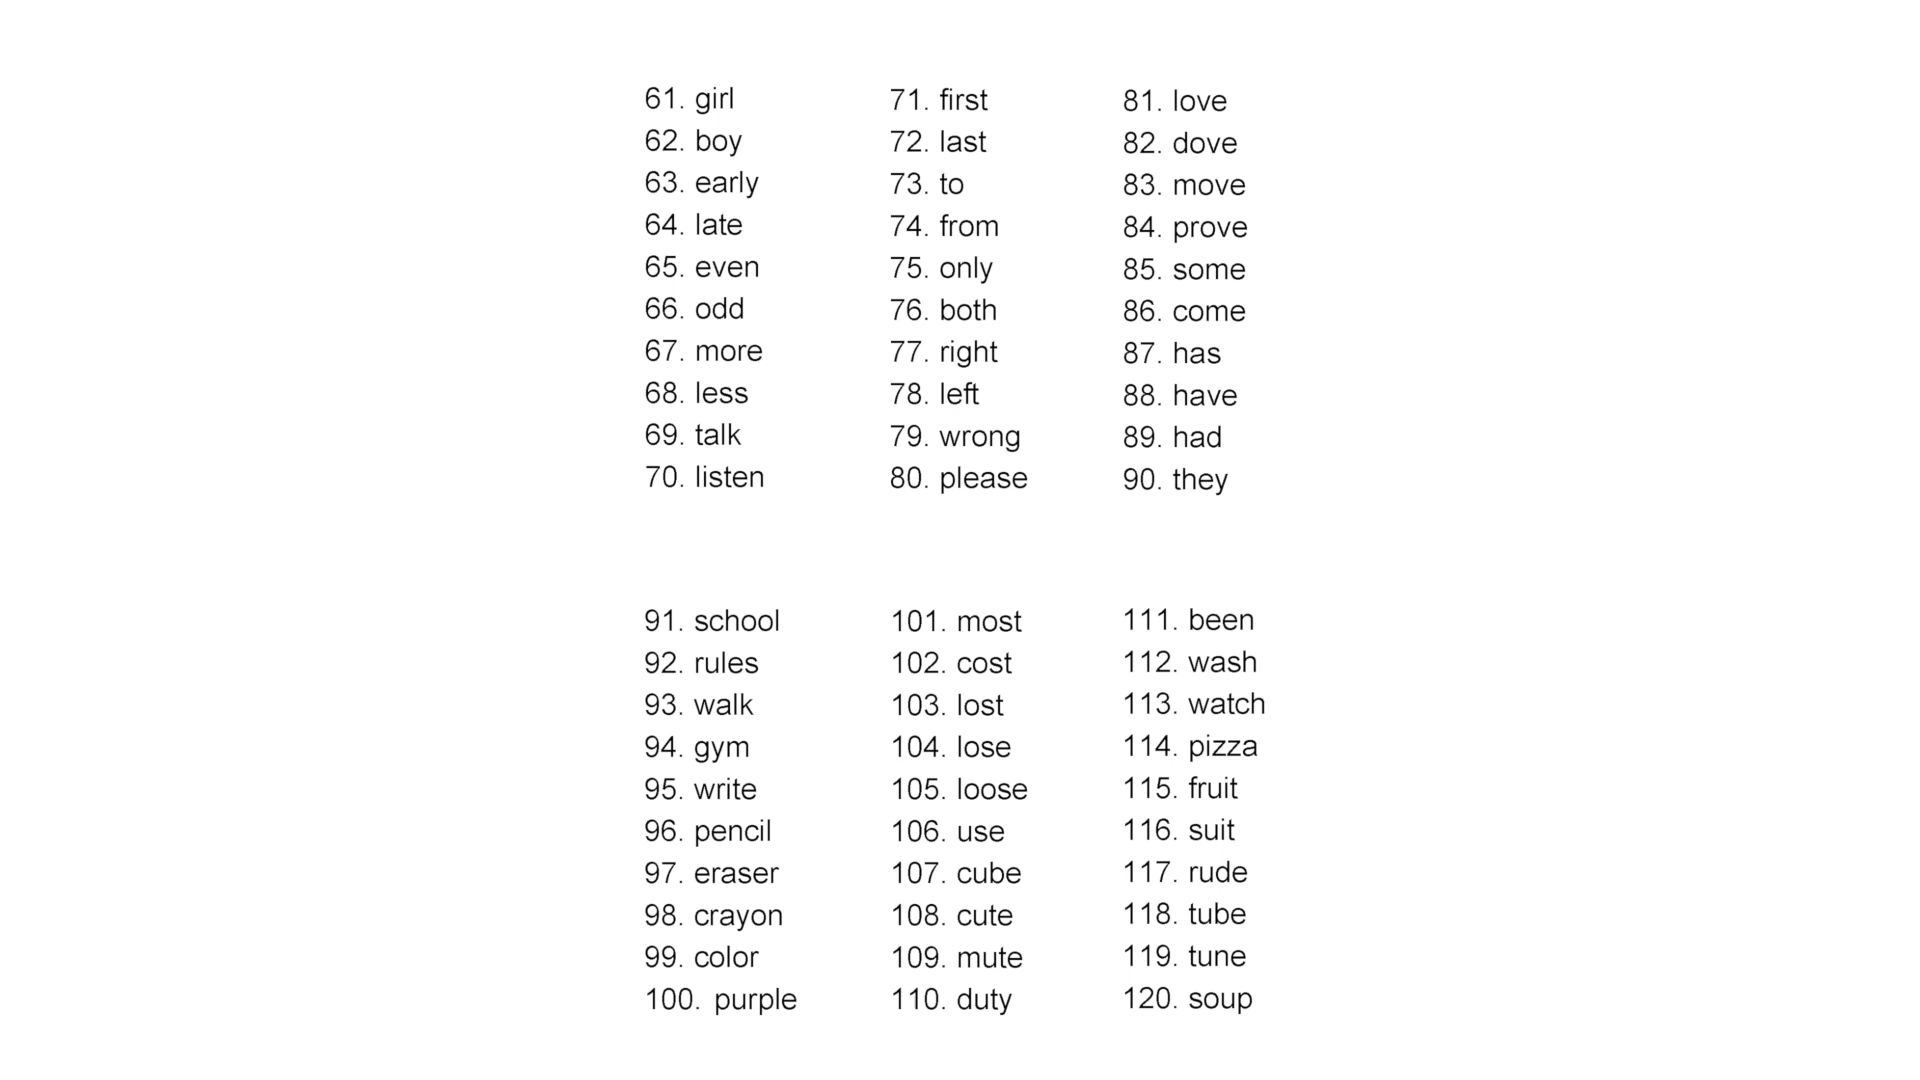 61. girl
62. boy
63. early
64. late
65. even
66. odd
67. more
68. less
69. talk
70. listen
71. first
72. last
73. to
74. from
75. only
76. both
77. right
78. left
79. wrong
80. please
81. love
82. dove
83. move
84. prove
85. some
86. come
87. has
88. have
89. had
90. they
91. school
92. rules
93. walk
94. gym
95. write
96. pencil
97. eraser
98. crayon
99. color
100. purple
101. most
102. cost
103. lost
104. lose
105. loose
106. use
107. cube
108. cute
109. mute
110. duty
111. been
112. wash
113. watch
114. pizza
115. fruit
116. suit
117. rude
118. tube
119. tune
120. soup